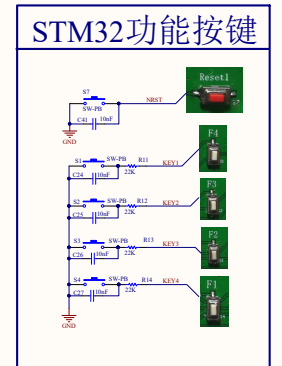 STM32功能按键
Reset1
S7
NRST
SW-PB
C41 10nF
GND
F4
S1 SW-PB R11 KEY1
C24 10nF 22K
F3
S2 SW-PB R12 KEY2
C25 10nF 22K
F2
S3 SW-PB R13 KEY3
C26 10nF 22K
F1
S4 SW-PB R14 KEY4
C27 10nF 22K
GND